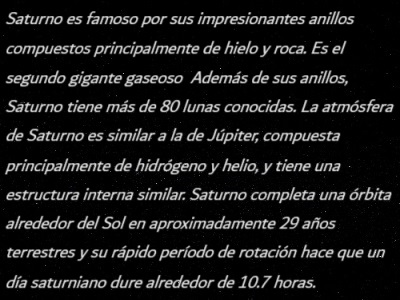 Saturno es famoso por sus impresionantes anillos
compuestos principalmente de hielo y roca. Es el
segundo gigante gaseoso  Además de sus anillos,
Saturno tiene más de 80 lunas conocidas. La atmósfera
de Saturno es similar a la de Júpiter, compuesta
principalmente de hidrógeno y helio, y tiene una
estructura interna similar. Saturno completa una órbita
alrededor del Sol en aproximadamente 29 años
terrestres y su rápido período de rotación hace que un
día saturniano dure alrededor de 10.7 horas.